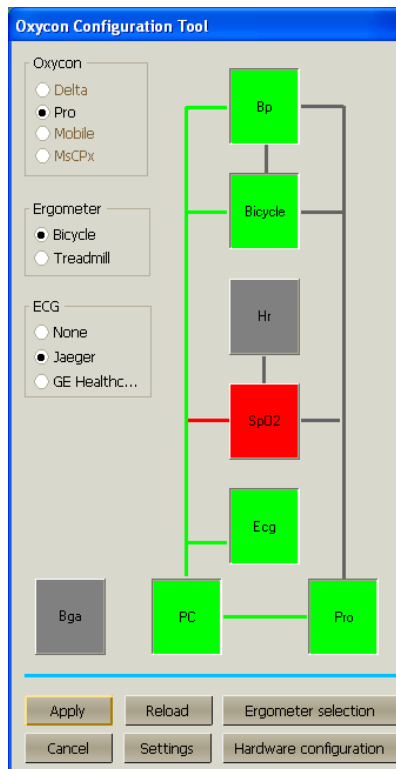 Oxycon Configuration Tool
Oxycon
Delta
Pro
Mobile
MsCPx
Ergometer
Bicycle
Treadmill
ECG
None
Jaeger
GE Healthc...
Bp
Bicycle
Hr
SpO2
Ecg
Bga
PC
Pro
Apply
Reload
Ergometer selection
Cancel
Settings
Hardware configuration